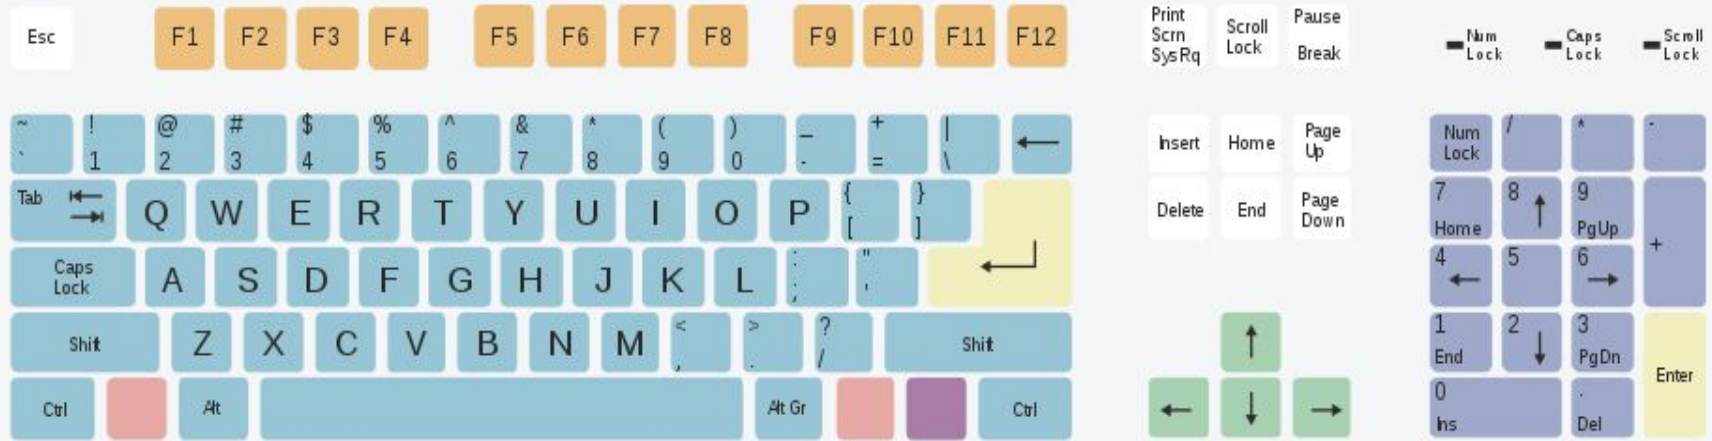 Esc F1 F2 F3 F4 F5 F6 F7 F8 F9 F10 F11 F12
Print
Scrn
SysRq
Scroll
Lock
Pause
Break
Num
Lock
Caps
Lock
Scroll
Lock
~ ! @ # $ % ^ & * ( ) _ + |
` 1 2 3 4 5 6 7 8 9 0 - = \
Insert Home
Page
Up
Num
Lock
/ * -
Tab Q W E R T Y U I O P { }
[ ]
Delete End
Page
Down
7 8 9
Home PgUp
+
Caps
Lock
A S D F G H J K L : "
; '
4 5 6
Shift Z X C V B N M < > ?
, . /
Shift
1 2 3
End PgDn
Enter
Ctrl Alt Alt Gr Ctrl
0 .
Ins Del